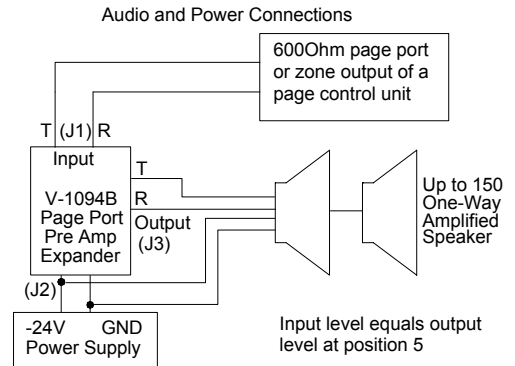 Audio and Power Connections
600Ohm page port
or zone output of a
page control unit
T (J1) R
Input
V-1094B
Page Port
Pre Amp
Expander
T
R
Output
(J3)
Up to 150
One-Way
Amplified
Speaker
(J2)
-24V GND
Power Supply
Input level equals output
level at position 5